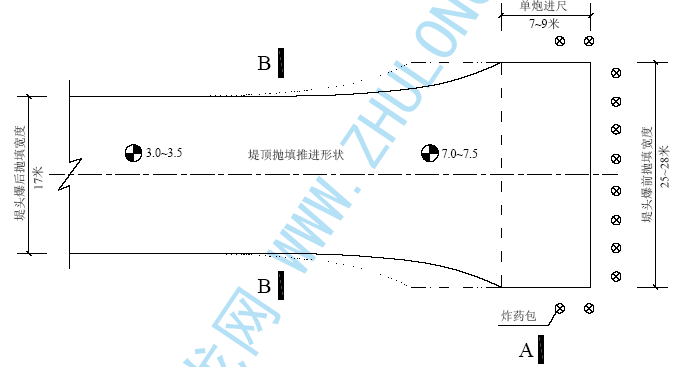 单炮进尺
7~9米
B
堤头爆后抛填宽度
17米
3.0~3.5
堤顶抛填推进形状
7.0~7.5
堤头爆前抛填宽度
25~28米
B
炸药包
A
龙网 WWW.ZHULONG